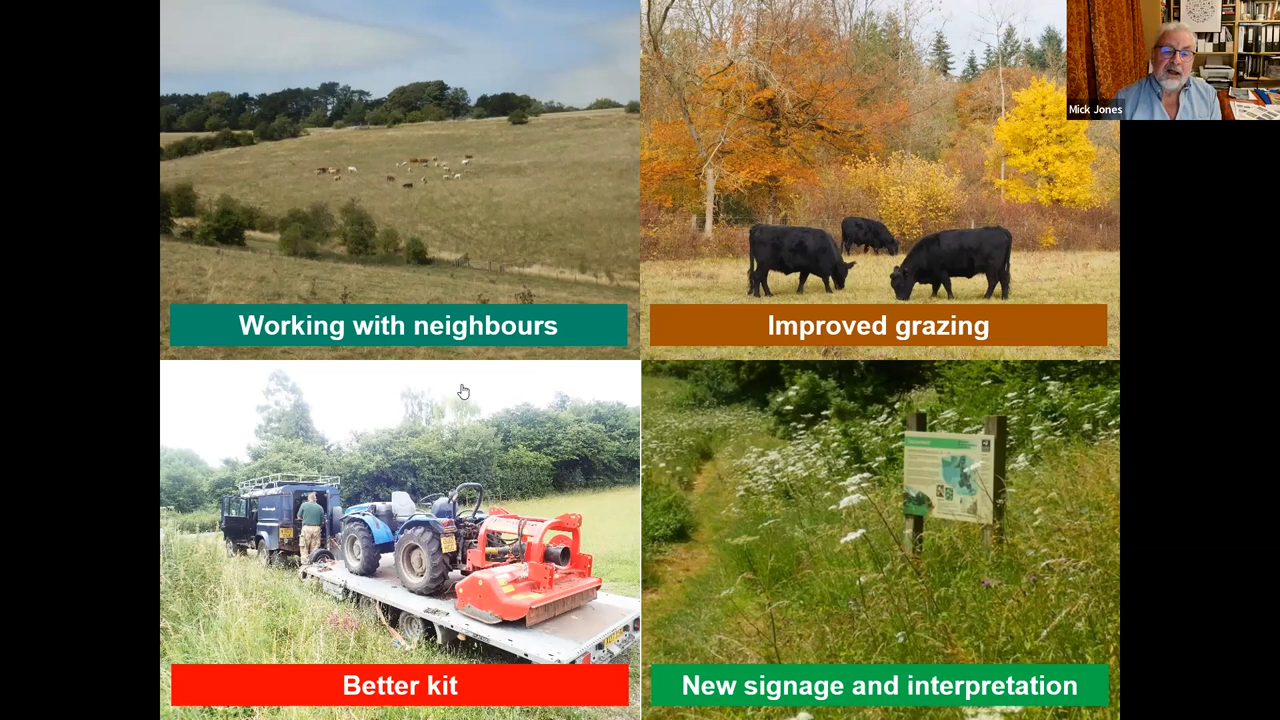 Mick Jones
Working with neighbours
Improved grazing
Better kit
New signage and interpretation